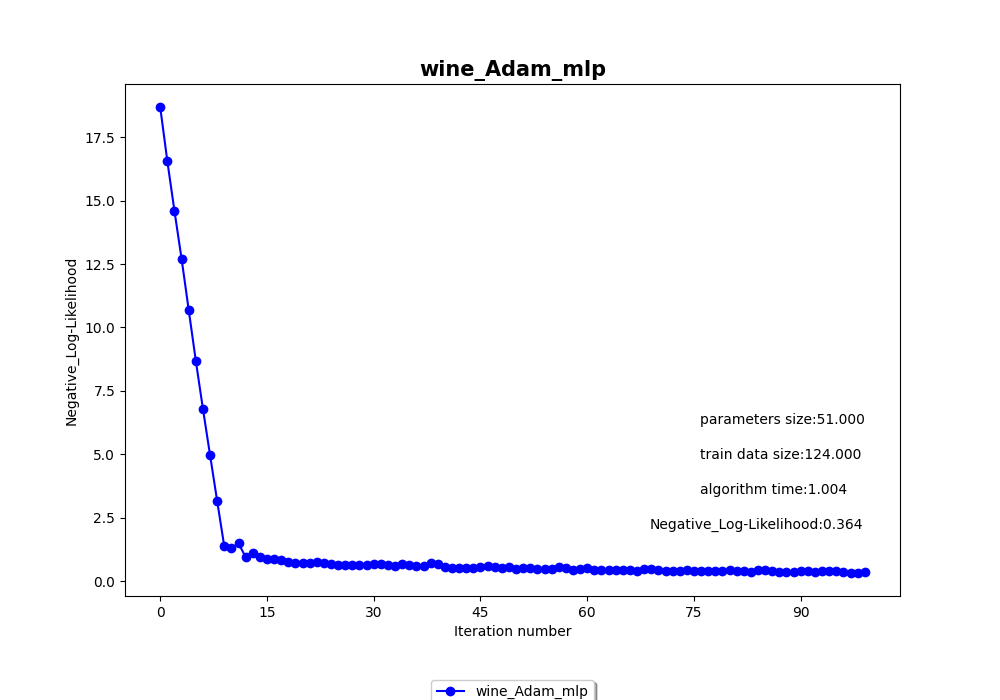 wine_Adam_mlp
17.5
15.0
12.5
10.0
7.5
5.0
2.5
0.0
Negative_Log-Likelihood
parameters size:51.000
train data size:124.000
algorithm time:1.004
Negative_Log-Likelihood:0.364
0 15 30 45 60 75 90
Iteration number
wine_Adam_mlp